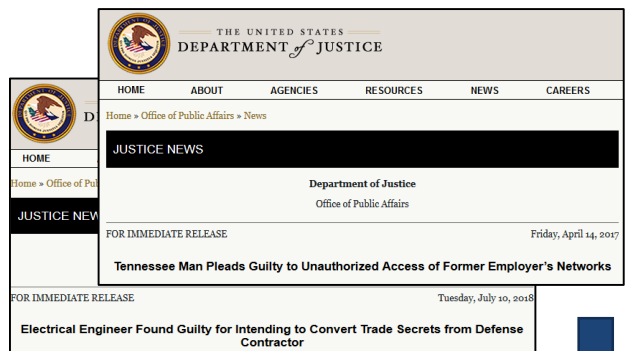 THE UNITED STATES
DEPARTMENT of JUSTICE
HOME ABOUT AGENCIES RESOURCES NEWS CAREERS
Home » Office of Public Affairs » News
JUSTICE NEWS
Department of Justice
Office of Public Affairs
FOR IMMEDIATE RELEASE Friday, April 14, 2017
Tennessee Man Pleads Guilty to Unauthorized Access of Former Employer's Networks
D
HOME
Home » Office of Pub
JUSTICE NEW
FOR IMMEDIATE RELEASE Tuesday, July 10, 2018
Electrical Engineer Found Guilty for Intending to Convert Trade Secrets from Defense
Contractor